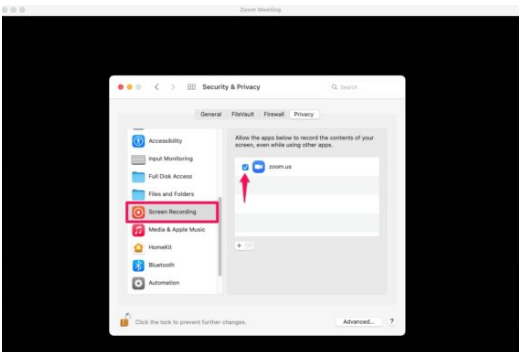 Zoom Meeting
Security & Privacy
Search
General FileVault Firewall Privacy
Allow the apps below to record the contents of your
screen, even while using other apps.
Accessibility
Input Monitoring
Full Disk Access
Files and Folders
Screen Recording
Media & Apple Music
HomeKit
Bluetooth
Automation
zoom.us
+ −
Click the lock to prevent further changes.
Advanced... ?